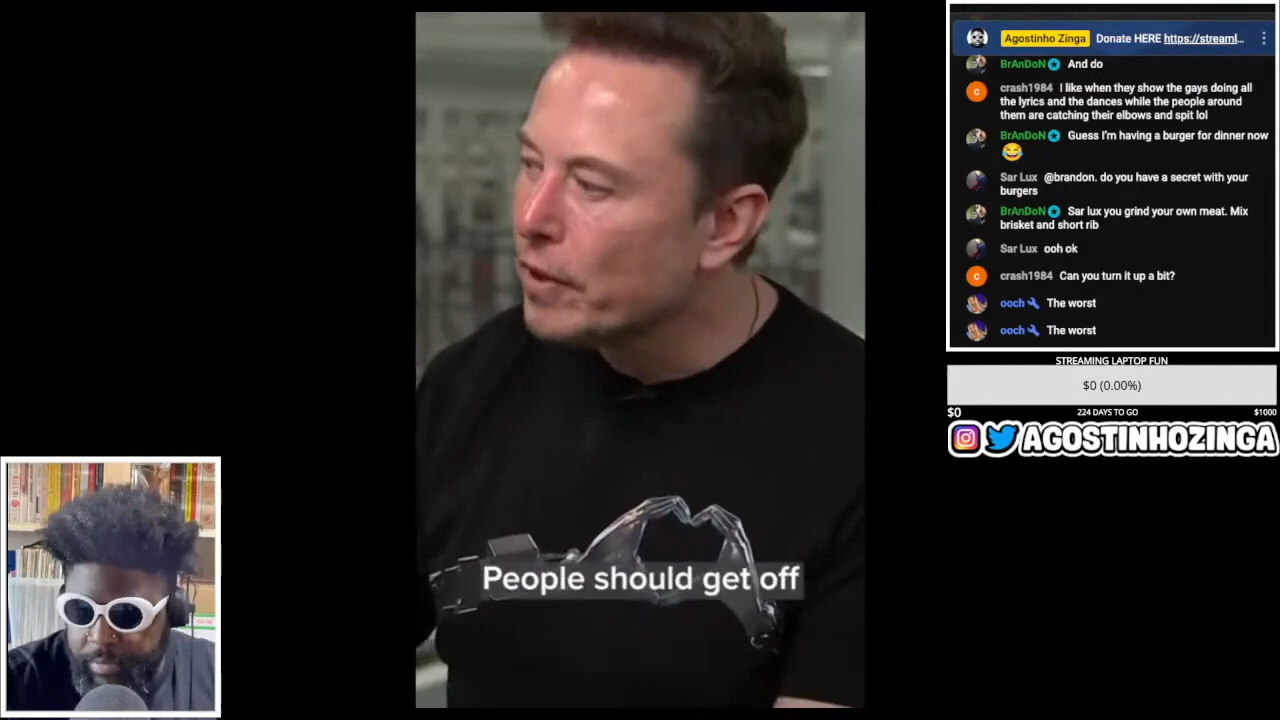 People should get off
Agostinho Zinga Donate HERE https://streaml...
BrAnDoN And do
crash1984 I like when they show the gays doing all
the lyrics and the dances while the people around
them are catching their elbows and spit lol
BrAnDoN Guess I'm having a burger for dinner now
Sar Lux @brandon. do you have a secret with your
burgers
BrAnDoN Sar lux you grind your own meat. Mix
brisket and short rib
Sar Lux ooh ok
crash1984 Can you turn it up a bit?
ooch The worst
ooch The worst
STREAMING LAPTOP FUN
$0 (0.00%)
$0 224 DAYS TO GO $1000
AGOSTINHOZINGA